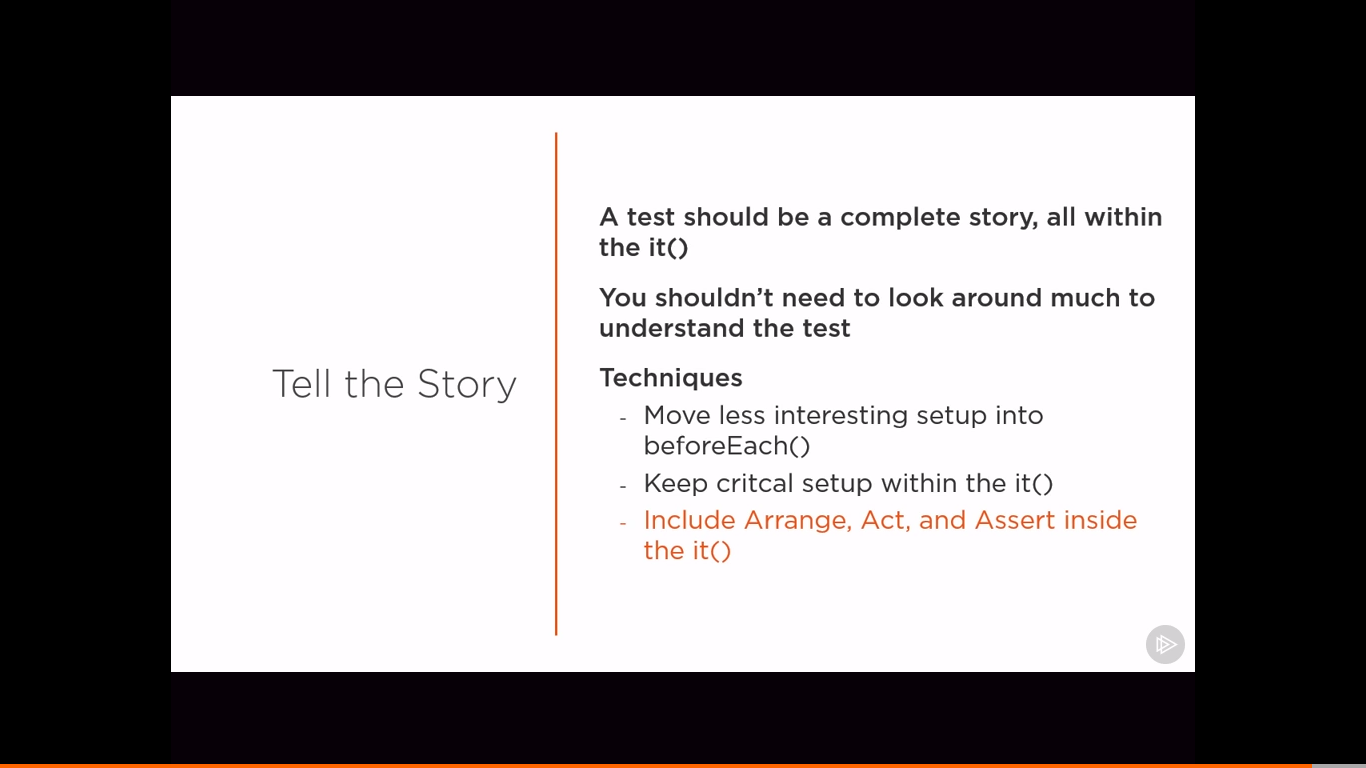 Tell the Story
A test should be a complete story, all within
the it()
You shouldn’t need to look around much to
understand the test
Techniques
- Move less interesting setup into
beforeEach()
- Keep critcal setup within the it()
- Include Arrange, Act, and Assert inside
the it()